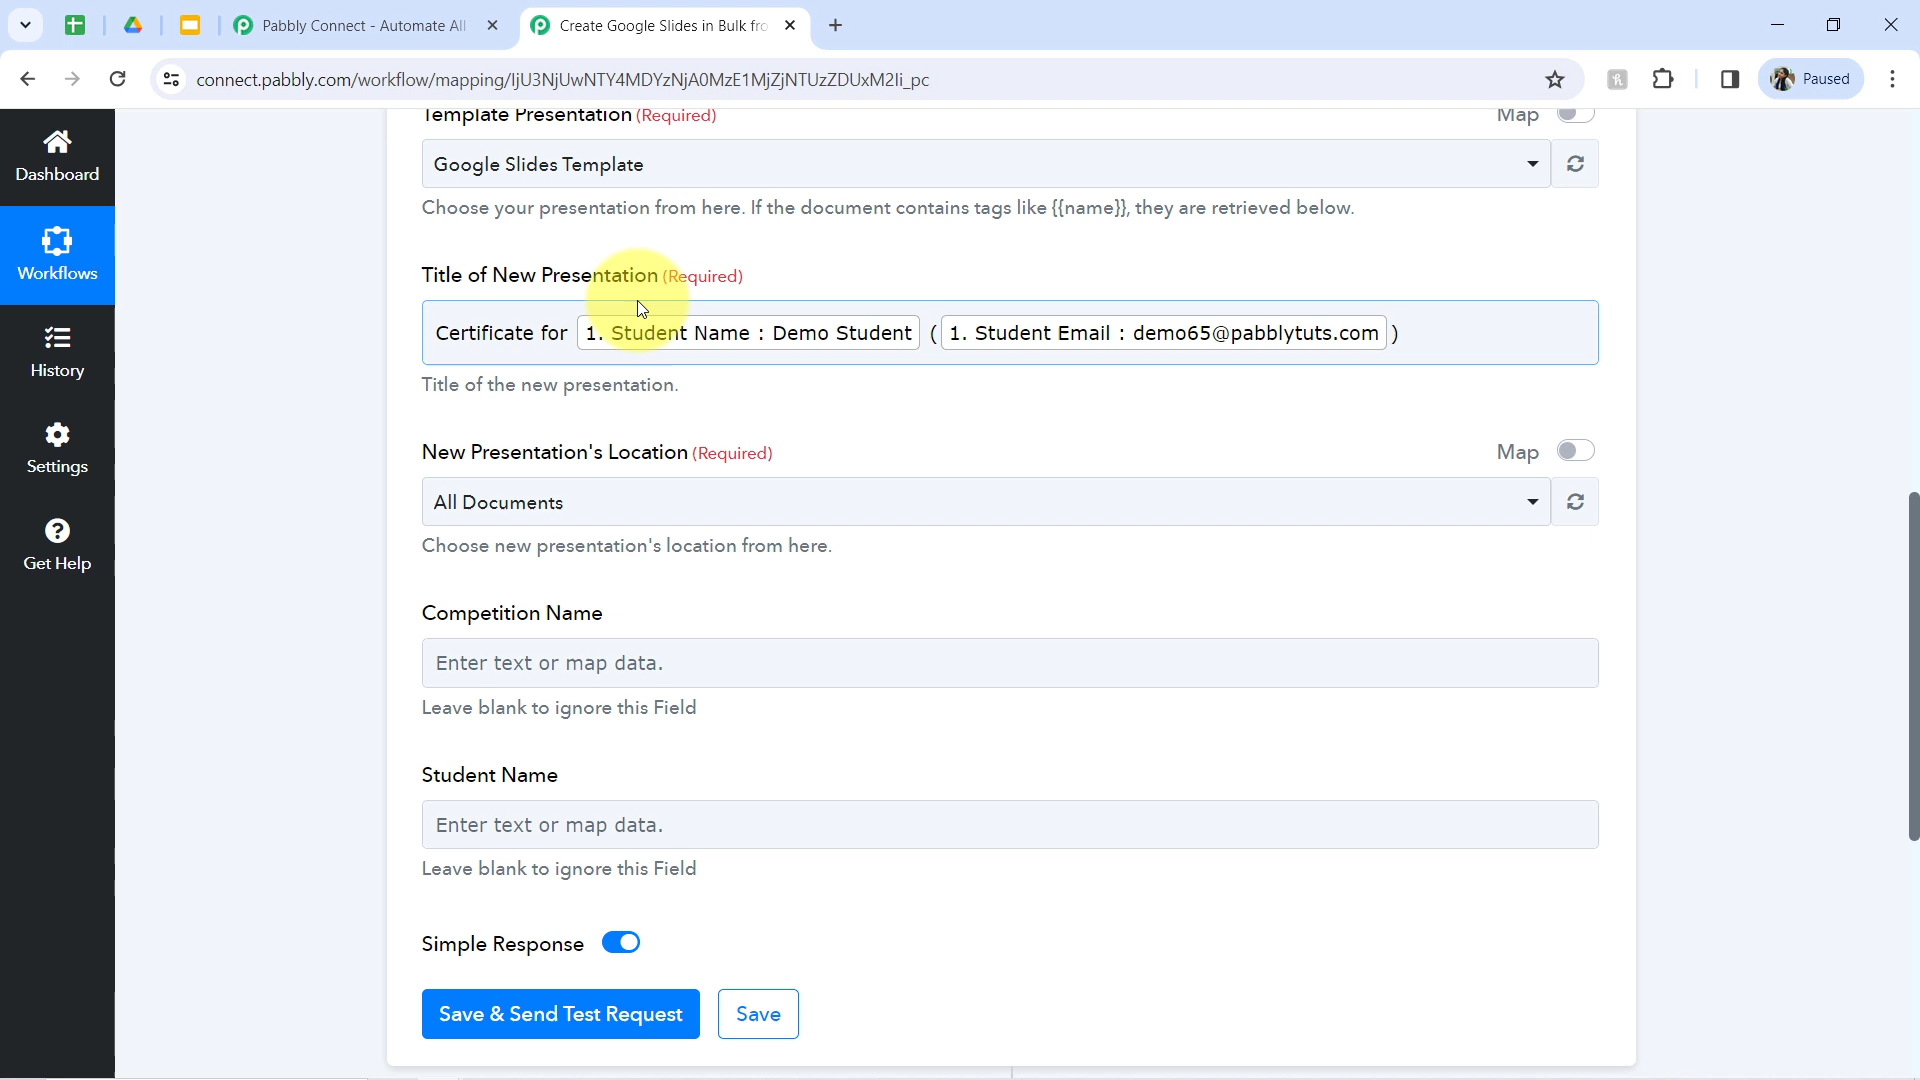 Pabbly Connect - Automate All
Create Google Slides in Bulk fro
connect.pabbly.com/workflow/mapping/IjU3NjUwNTY4MDYzNjA0MzE1MjZjNTUzZDUxM2Ii_pc
Paused
Dashboard
Workflows
History
Settings
Get Help
Template Presentation (Required)
Map
Google Slides Template
Choose your presentation from here. If the document contains tags like {{name}}, they are retrieved below.
Title of New Presentation (Required)
Certificate for 1. Student Name : Demo Student ( 1. Student Email : demo65@pabblytuts.com )
Title of the new presentation.
New Presentation's Location (Required)
Map
All Documents
Choose new presentation's location from here.
Competition Name
Enter text or map data.
Leave blank to ignore this Field
Student Name
Enter text or map data.
Leave blank to ignore this Field
Simple Response
Save & Send Test Request
Save